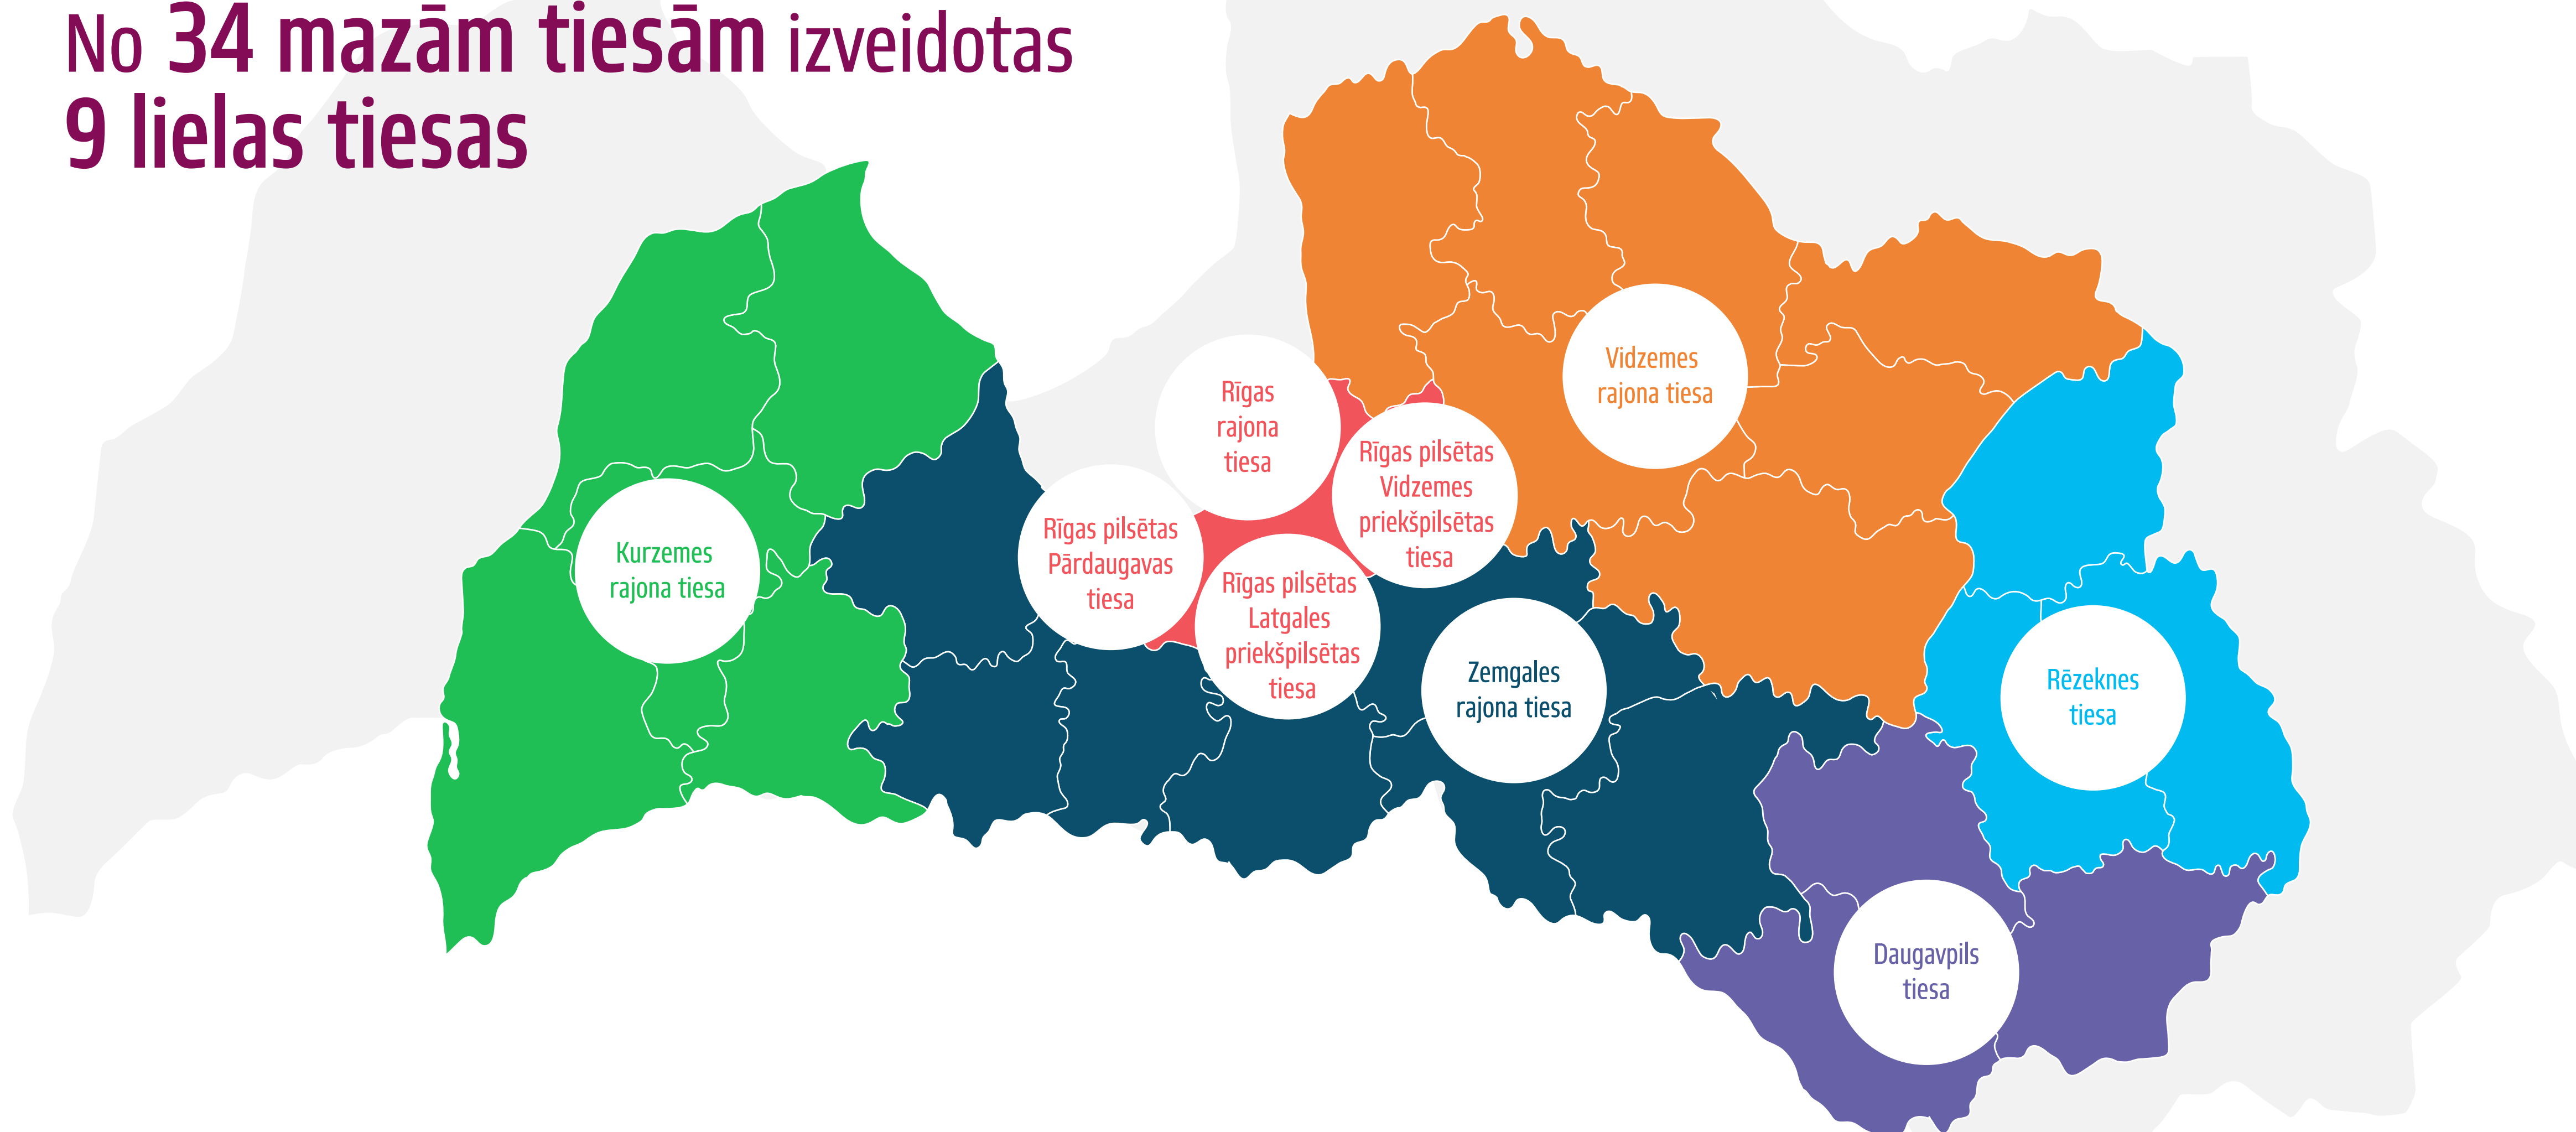 No 34 mazām tiesām izveidotas
9 lielas tiesas
Vidzemes
rajona tiesa
Rīgas
rajona
tiesa
Rīgas pilsētas
Vidzemes
priekšpilsētas
tiesa
Rīgas pilsētas
Pārdaugavas
tiesa
Kurzemes
rajona tiesa
Rīgas pilsētas
Latgales
priekšpilsētas
tiesa
Zemgales
rajona tiesa
Rēzeknes
tiesa
Daugavpils
tiesa